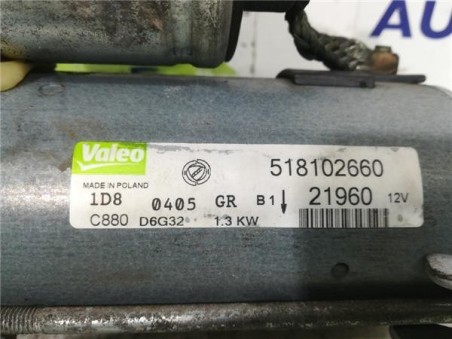 AU
Valeo
518102660
MADE IN POLAND
1D8 0405 GR B1 21960 12V
C880 D6G32 1.3 KW